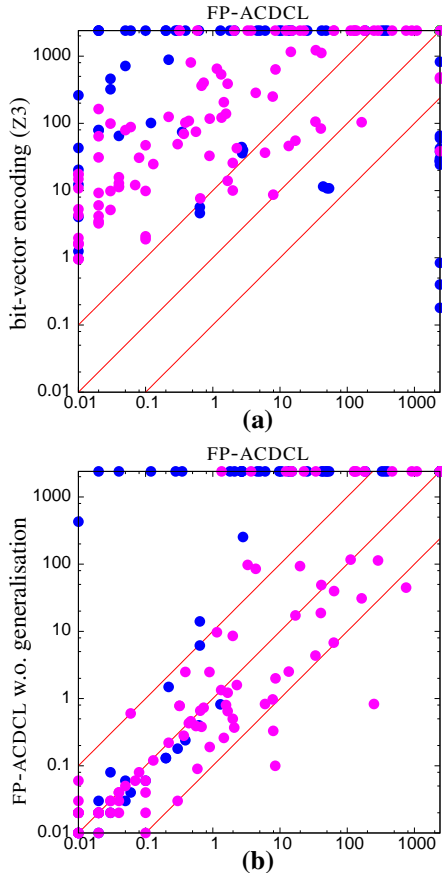 FP-ACDCL
1000
100
10
1
0.1
0.01
bit-vector encoding (Z3)
0.01 0.1 1 10 100 1000
(a)
FP-ACDCL
1000
100
10
1
0.1
0.01
FP-ACDCL w.o. generalisation
0.01 0.1 1 10 100 1000
(b)